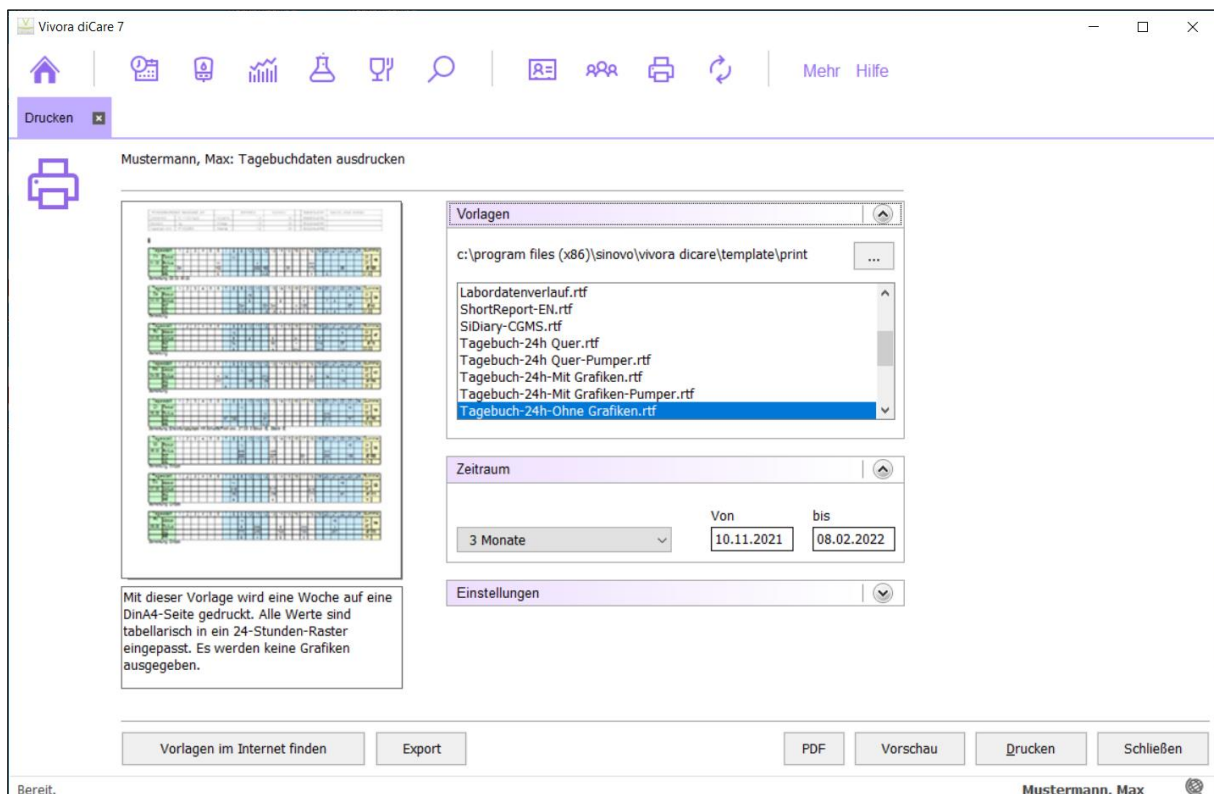 Vivora diCare 7
Mehr Hilfe
Drucken
Mustermann, Max: Tagebuchdaten ausdrucken
Vorlagen
c:\program files (x86)\sinovo\vivora dicare\template\print
...
Labordatenverlauf.rtf
ShortReport-EN.rtf
SiDiary-CGMS.rtf
Tagebuch-24h Quer.rtf
Tagebuch-24h Quer-Pumper.rtf
Tagebuch-24h-Mit Grafiken.rtf
Tagebuch-24h-Mit Grafiken-Pumper.rtf
Tagebuch-24h-Ohne Grafiken.rtf
Zeitraum
Von bis
3 Monate 10.11.2021 08.02.2022
Einstellungen
Mit dieser Vorlage wird eine Woche auf eine
DinA4-Seite gedruckt. Alle Werte sind
tabellarisch in ein 24-Stunden-Raster
eingepasst. Es werden keine Grafiken
ausgegeben.
Vorlagen im Internet finden Export PDF Vorschau Drucken Schließen
Bereit. Mustermann, Max